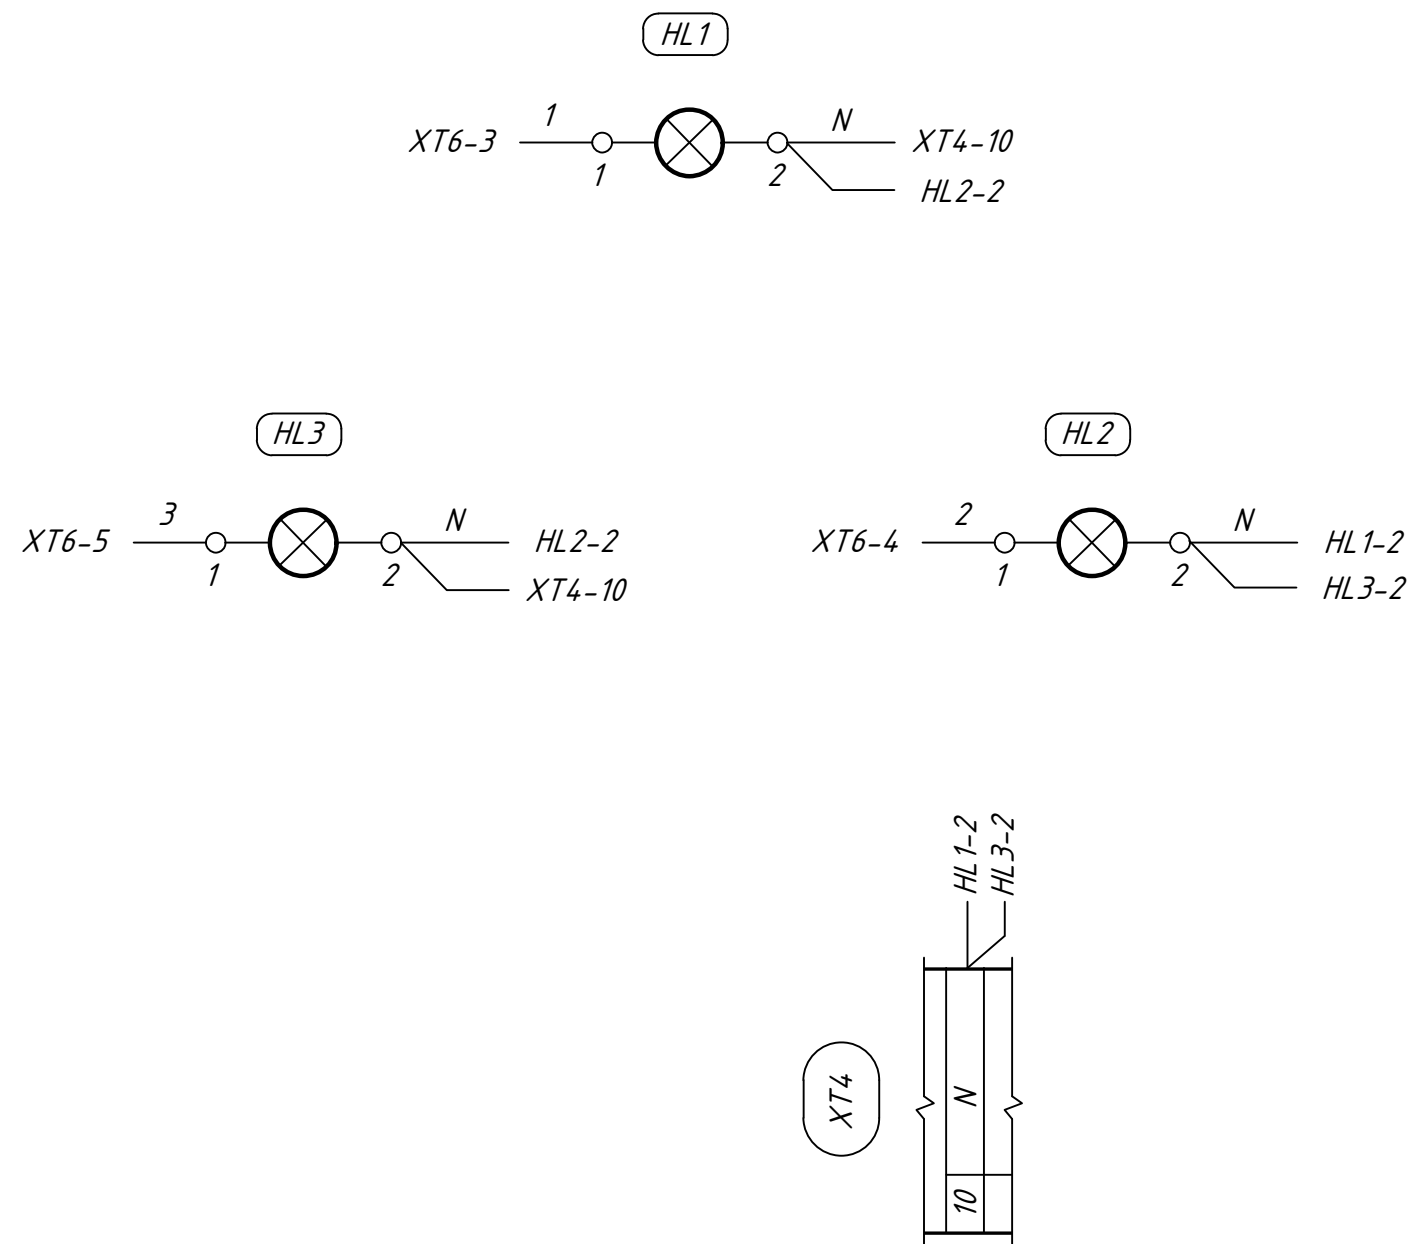 HL1
1 N
XT6-3 XT4-10
1 2 HL2-2
HL3 HL2
3 N 2 N
XT6-5 HL2-2 XT6-4 HL1-2
1 2 XT4-10 1 2 HL3-2
HL1-2
HL3-2
XT4
N
10